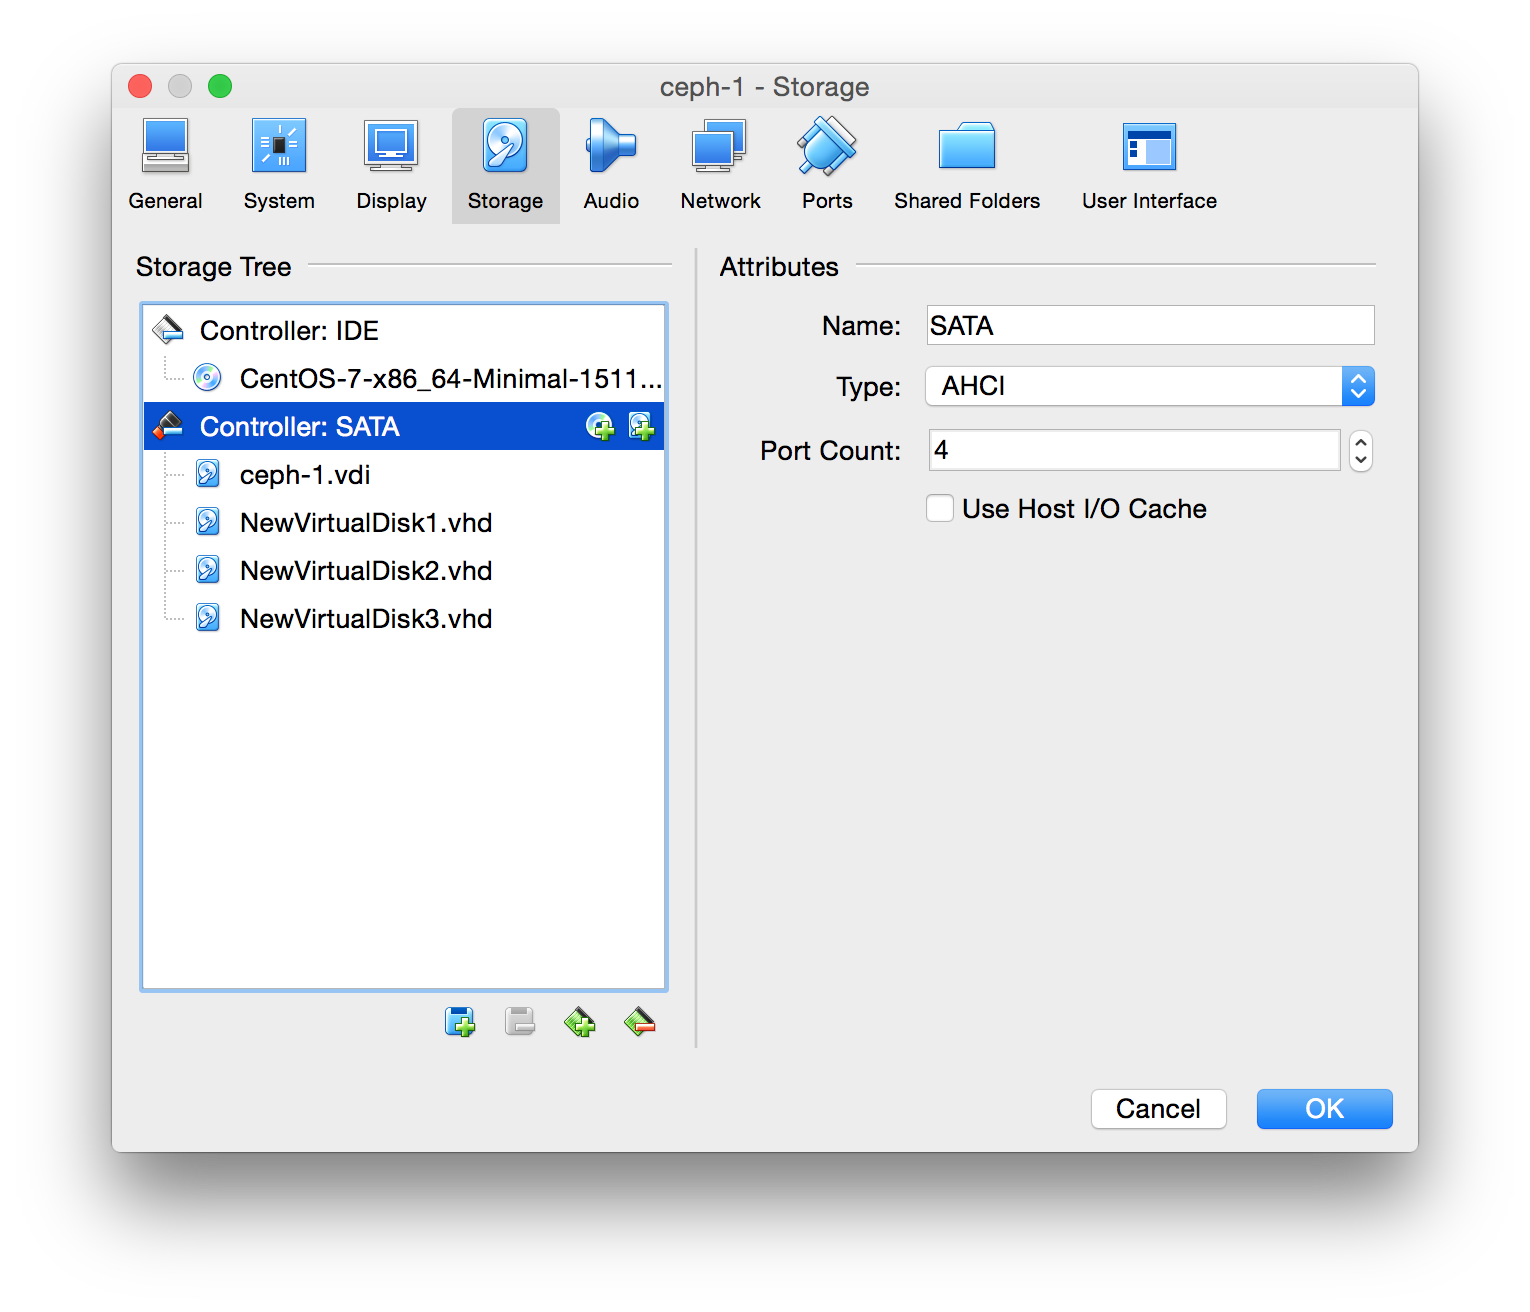 ceph-1 - Storage
General
System
Display
Storage
Audio
Network
Ports
Shared Folders
User Interface
Storage Tree
Controller: IDE
CentOS-7-x86_64-Minimal-1511...
Controller: SATA
ceph-1.vdi
NewVirtualDisk1.vhd
NewVirtualDisk2.vhd
NewVirtualDisk3.vhd
Attributes
Name: SATA
Type: AHCI
Port Count: 4
Use Host I/O Cache
Cancel
OK